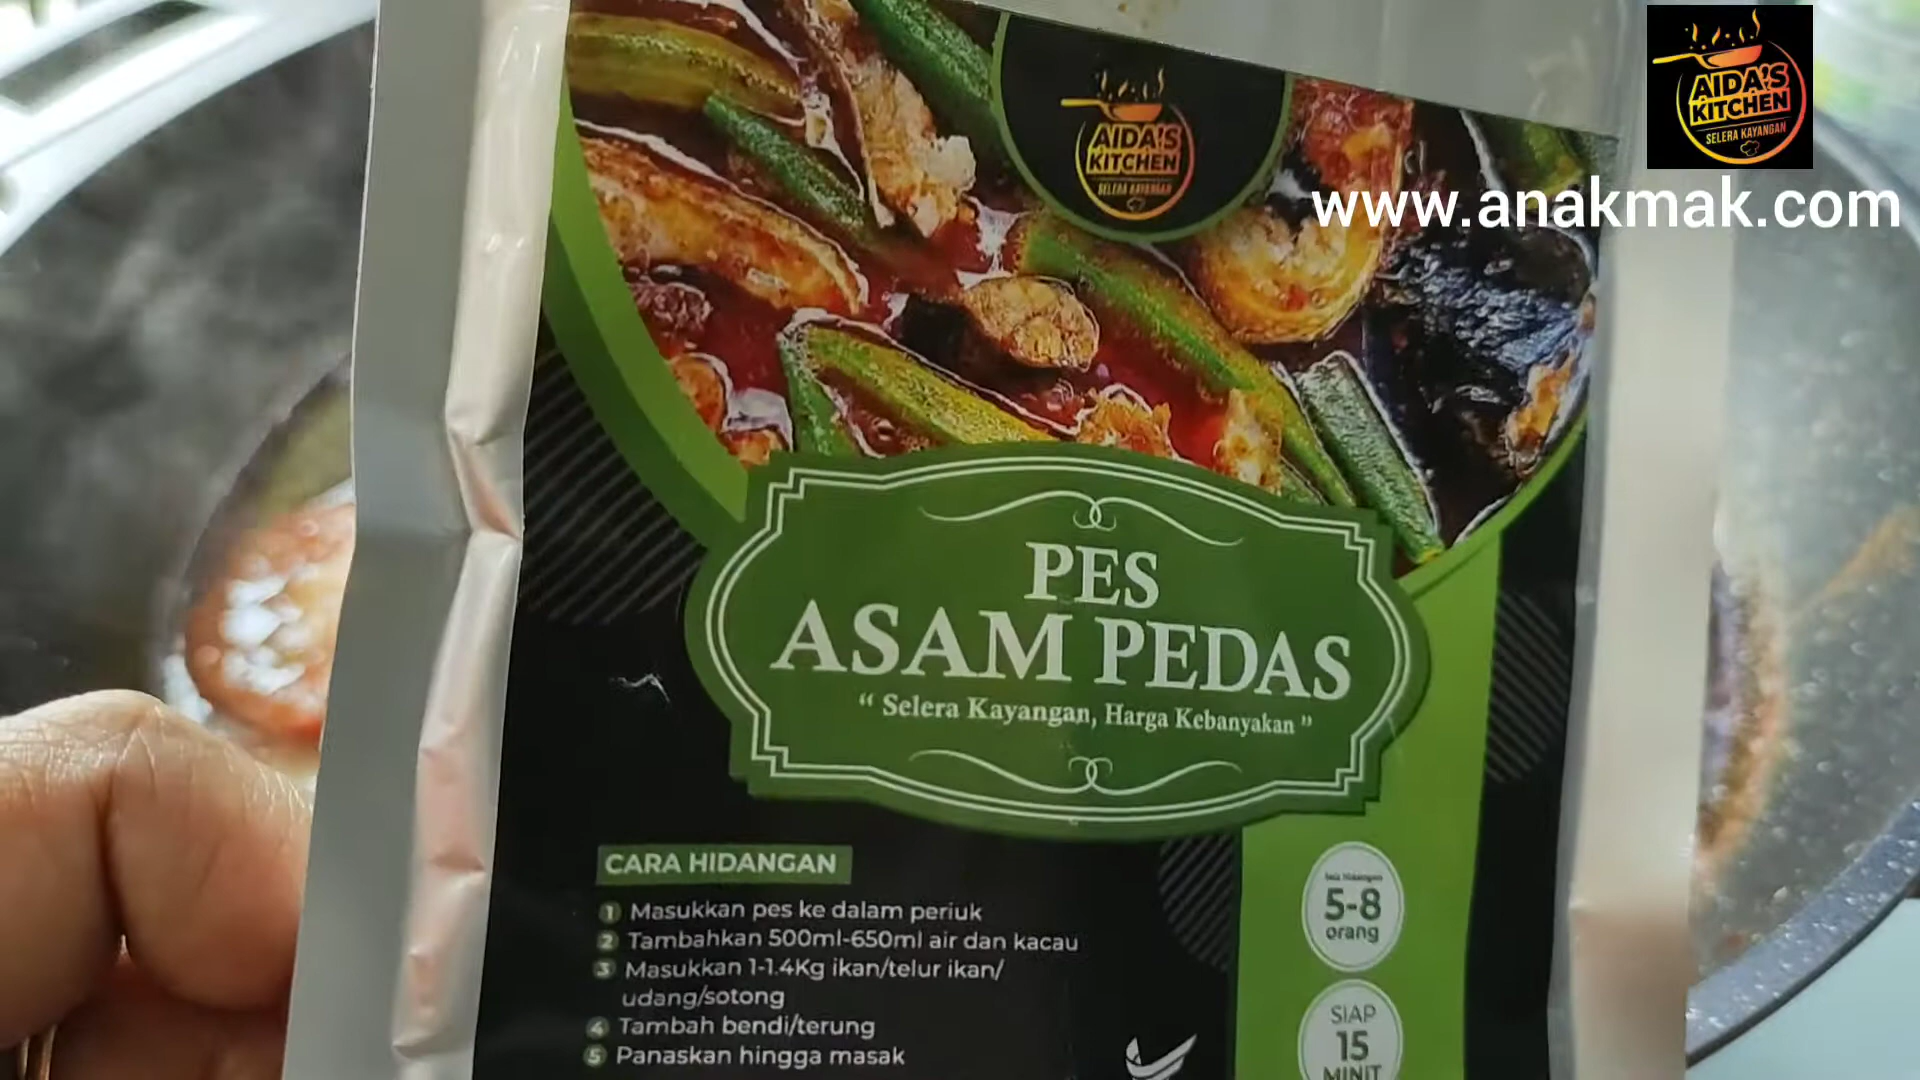 AIDA'S
KITCHEN
SELERA KAYANGAN
www.anakmak.com
AIDA'S
KITCHEN
SELERA KAYANGAN
PES
ASAM PEDAS
“ Selera Kayangan, Harga Kebanyakan ”
CARA HIDANGAN
1 Masukkan pes ke dalam periuk
2 Tambahkan 500ml-650ml air dan kacau
3 Masukkan 1-1.4Kg ikan/telur ikan/
udang/sotong
4 Tambah bendi/terung
5 Panaskan hingga masak
5-8
orang
SIAP
15
MINIT